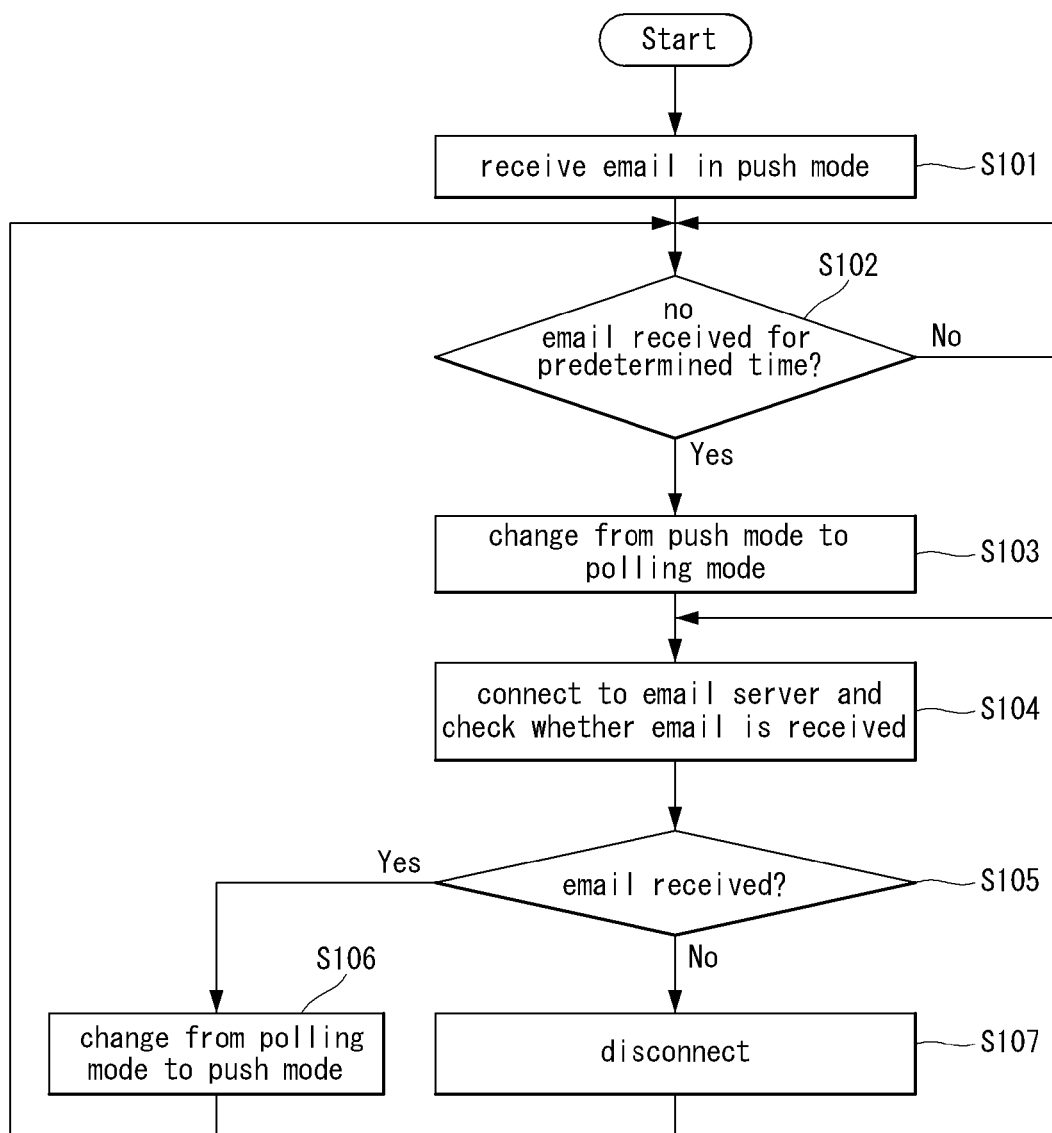 Start
receive email in push mode
S101
S102
no
email received for
predetermined time?
No
Yes
change from push mode to
polling mode
S103
connect to email server and
check whether email is received
S104
Yes
email received?
S105
No
S106
change from polling
mode to push mode
disconnect
S107